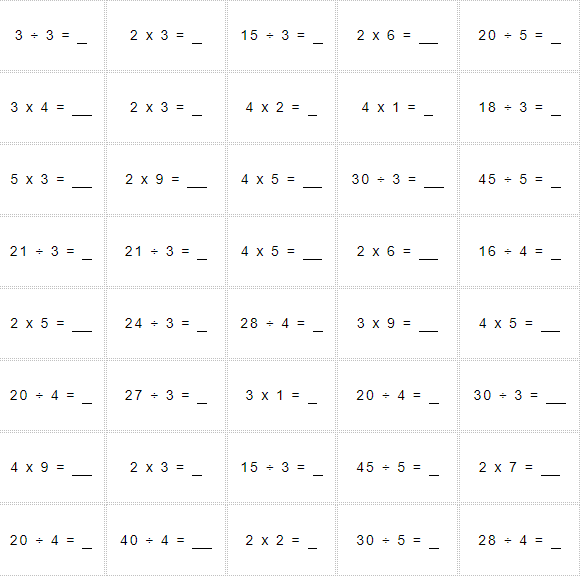 3 ÷ 3 = _ 2 x 3 = _ 15 ÷ 3 = _ 2 x 6 = __ 20 ÷ 5 = _
3 x 4 = __ 2 x 3 = _ 4 x 2 = _ 4 x 1 = _ 18 ÷ 3 = _
5 x 3 = __ 2 x 9 = __ 4 x 5 = __ 30 ÷ 3 = __ 45 ÷ 5 = _
21 ÷ 3 = _ 21 ÷ 3 = _ 4 x 5 = __ 2 x 6 = __ 16 ÷ 4 = _
2 x 5 = __ 24 ÷ 3 = _ 28 ÷ 4 = _ 3 x 9 = __ 4 x 5 = __
20 ÷ 4 = _ 27 ÷ 3 = _ 3 x 1 = _ 20 ÷ 4 = _ 30 ÷ 3 = __
4 x 9 = __ 2 x 3 = _ 15 ÷ 3 = _ 45 ÷ 5 = _ 2 x 7 = __
20 ÷ 4 = _ 40 ÷ 4 = __ 2 x 2 = _ 30 ÷ 5 = _ 28 ÷ 4 = _